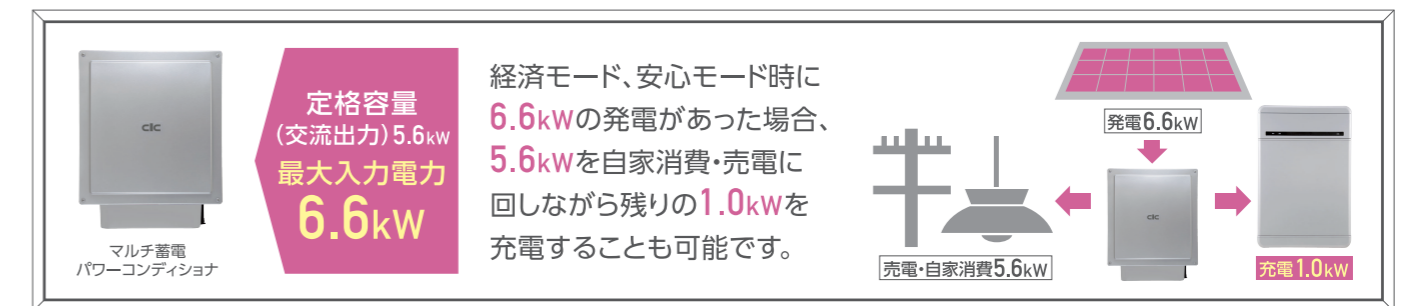 CIC
マルチ蓄電
パワーコンディショナ
定格容量
(交流出力)5.6kW
最大入力電力
6.6kW
経済モード、安心モード時に
6.6kWの発電があった場合、
5.6kWを自家消費・売電に
回しながら残りの1.0kWを
充電することも可能です。
発電6.6kW
CIC
売電・自家消費5.6kW
充電1.0kW